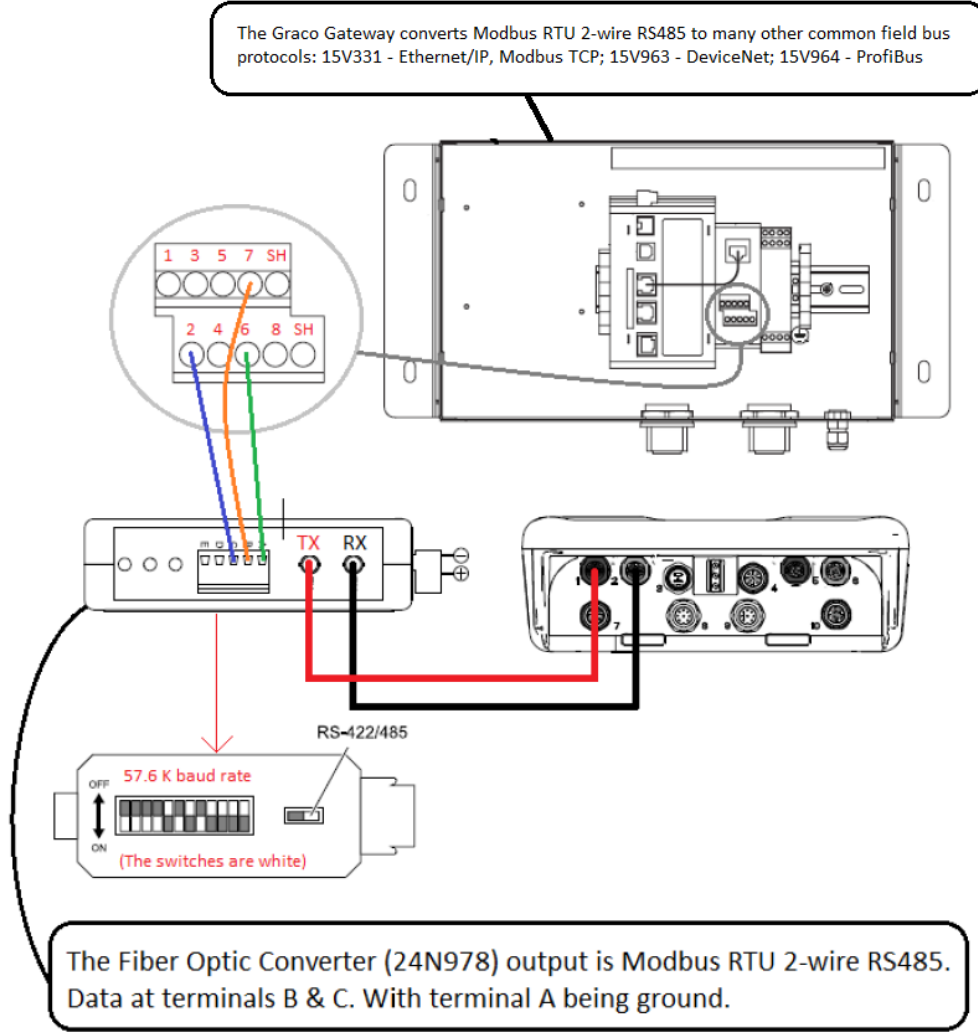 The Graco Gateway converts Modbus RTU 2-wire RS485 to many other common field bus
protocols: 15V331 - Ethernet/IP, Modbus TCP; 15V963 - DeviceNet; 15V964 - ProfiBus
1 3 5 7 SH
2 4 6 8 SH
E D C B A
TX RX
1 2 3 4 5 6
7 8 9 10
RS-422/485
57.6 K baud rate
OFF
ON
(The switches are white)
The Fiber Optic Converter (24N978) output is Modbus RTU 2-wire RS485.
Data at terminals B & C. With terminal A being ground.